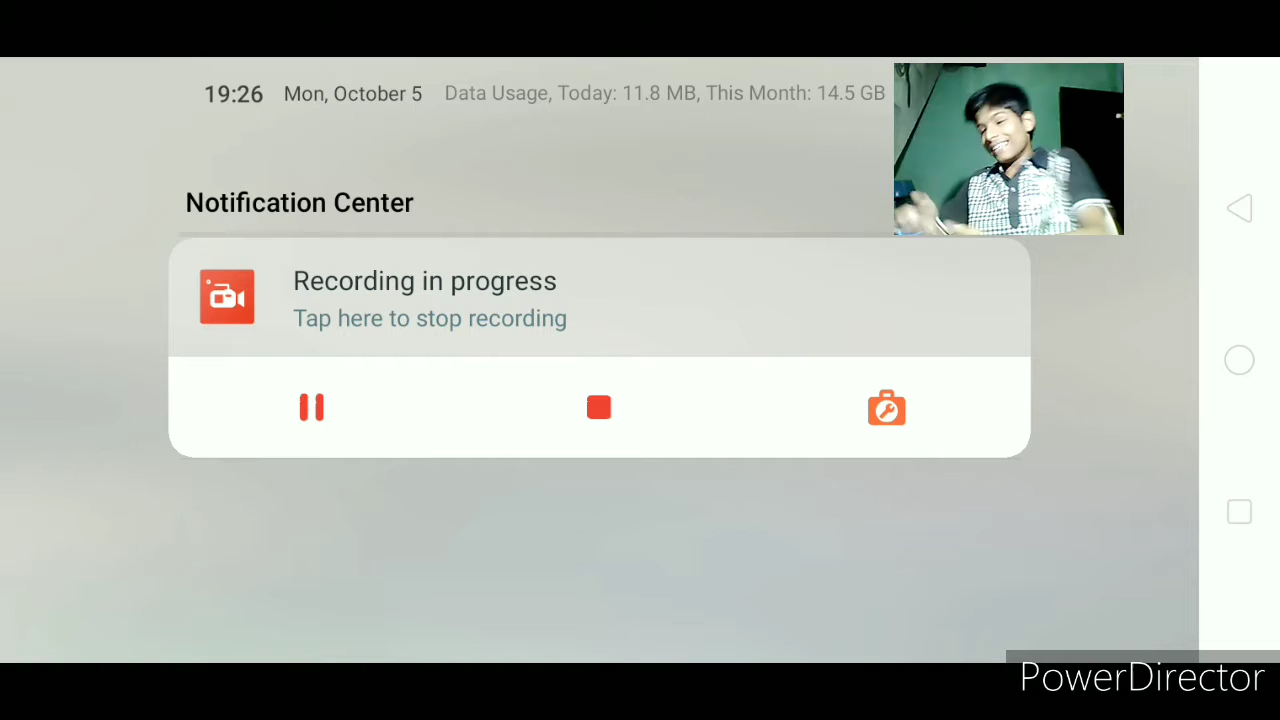 19:26 Mon, October 5 Data Usage, Today: 11.8 MB, This Month: 14.5 GB
Notification Center
Recording in progress
Tap here to stop recording
PowerDirector